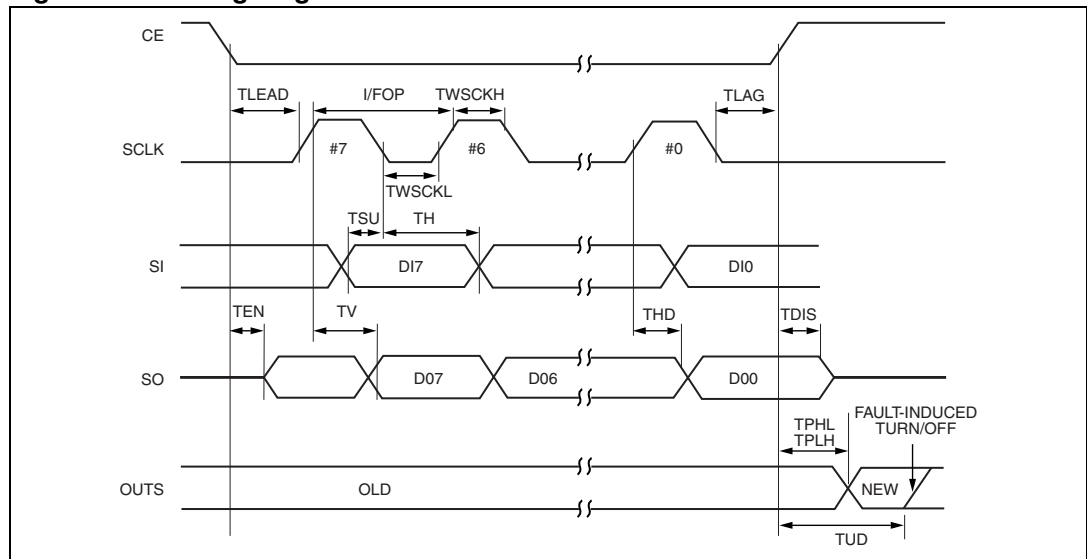 CE
TLEAD I/FOP TWSCKH TLAG
SCLK #7 #6 #0
TWSCKL
TSU TH
SI DI7 DI0
TEN TV THD TDIS
SO D07 D06 D00
TPHL
TPLH
FAULT-INDUCED
TURN/OFF
OUTS OLD NEW
TUD